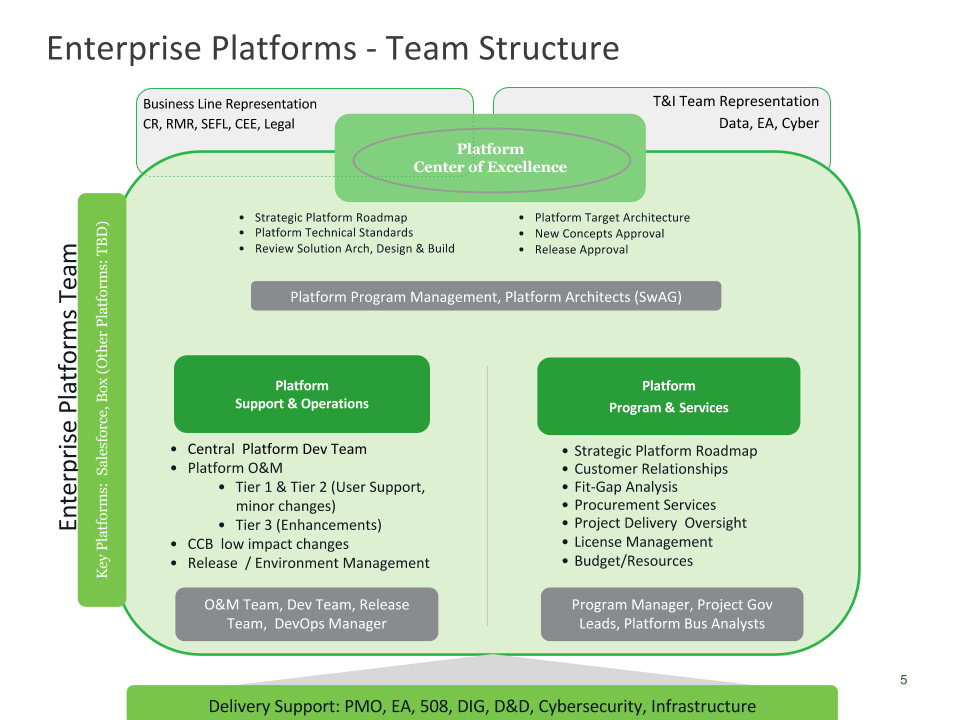 Enterprise Platforms - Team Structure
Business Line Representation
CR, RMR, SEFL, CEE, Legal
T&I Team Representation
Data, EA, Cyber
Platform
Center of Excellence
• Strategic Platform Roadmap
• Platform Technical Standards
• Review Solution Arch, Design & Build
• Platform Target Architecture
• New Concepts Approval
• Release Approval
Platform Program Management, Platform Architects (SwAG)
Enterprise Platforms Team
Key Platforms: Salesforce, Box (Other Platforms: TBD)
Platform
Support & Operations
• Central Platform Dev Team
• Platform O&M
• Tier 1 & Tier 2 (User Support,
minor changes)
• Tier 3 (Enhancements)
• CCB low impact changes
• Release / Environment Management
O&M Team, Dev Team, Release
Team, DevOps Manager
Platform
Program & Services
• Strategic Platform Roadmap
• Customer Relationships
• Fit-Gap Analysis
• Procurement Services
• Project Delivery Oversight
• License Management
• Budget/Resources
Program Manager, Project Gov
Leads, Platform Bus Analysts
5
Delivery Support: PMO, EA, 508, DIG, D&D, Cybersecurity, Infrastructure